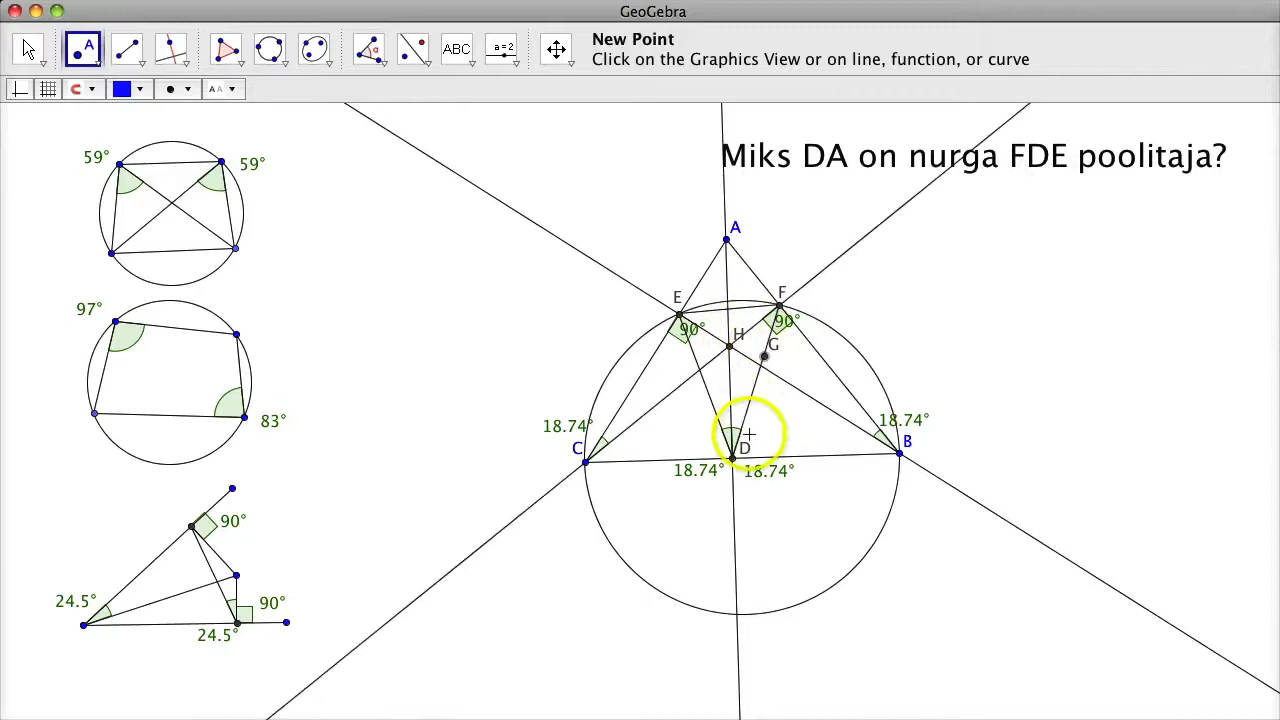 GeoGebra
New Point
Click on the Graphics View or on line, function, or curve
A
ABC
a=2
α
A A
Miks DA on nurga FDE poolitaja?
59°
59°
97°
83°
90°
24.5°
90°
24.5°
A
E
F
90°
90°
H
G
18.74°
18.74°
C
B
D
18.74°
18.74°